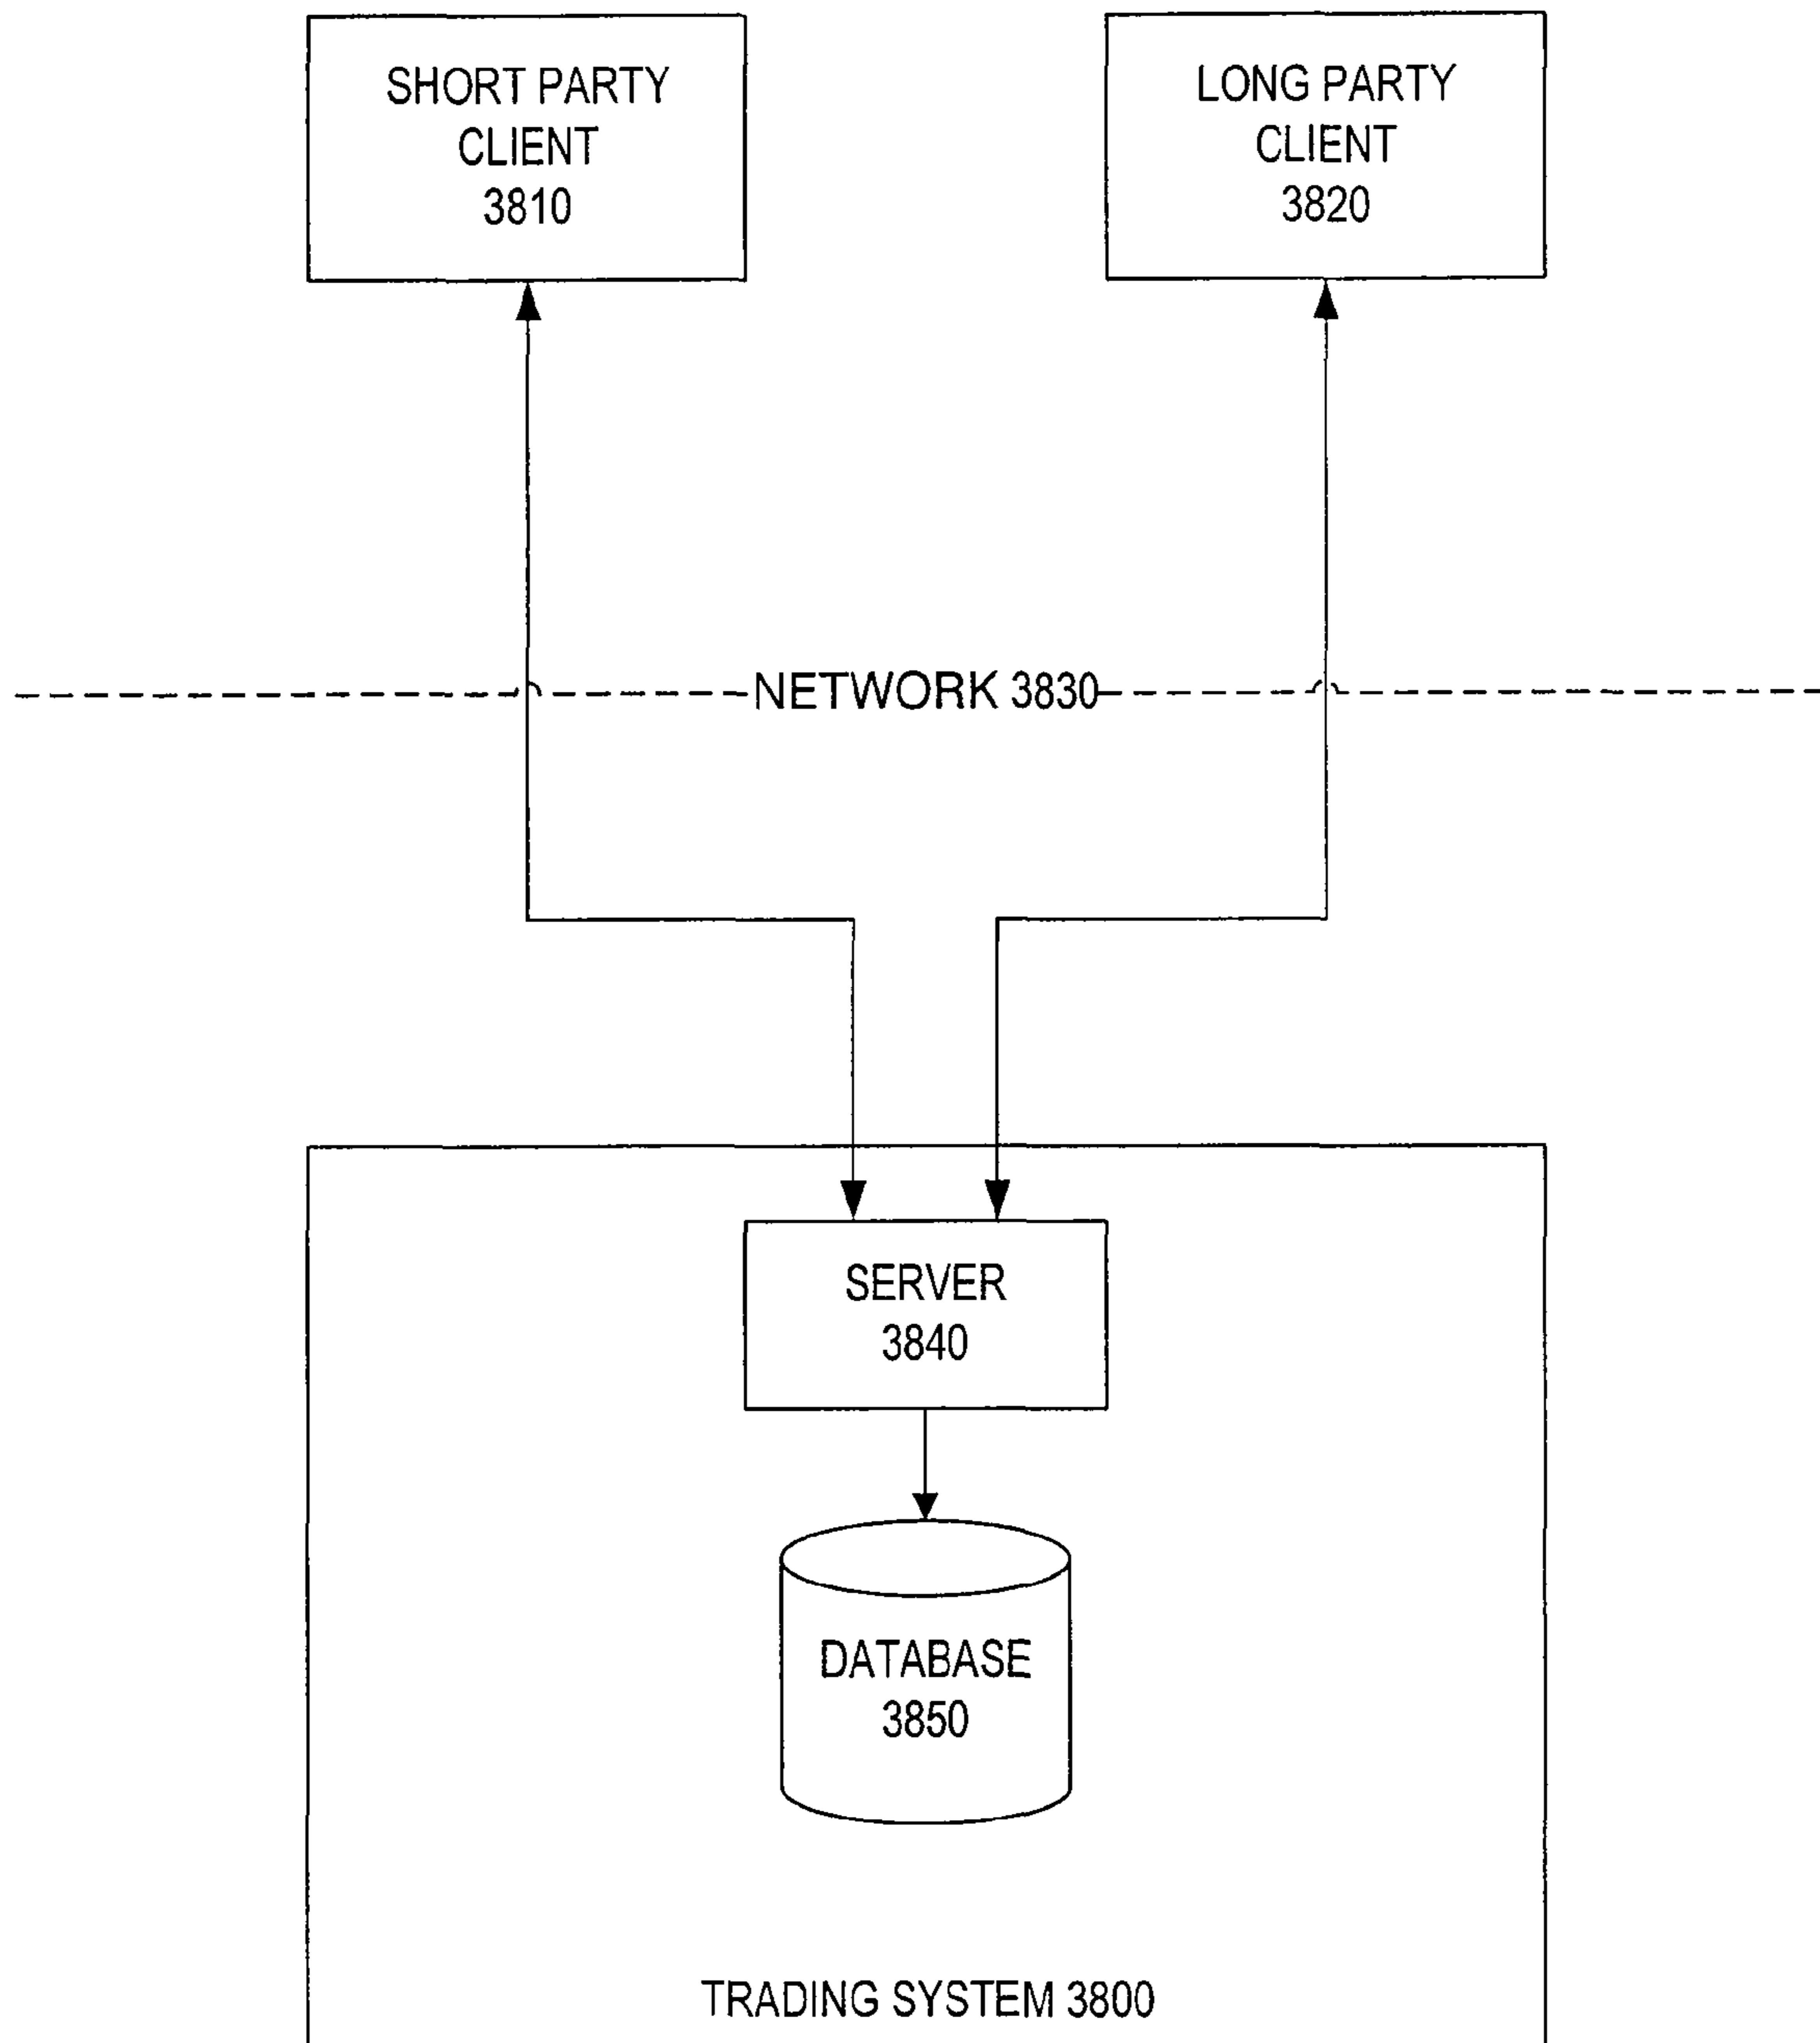 SHORT PARTY
CLIENT
3810
LONG PARTY
CLIENT
3820
NETWORK 3830
SERVER
3840
DATABASE
3850
TRADING SYSTEM 3800